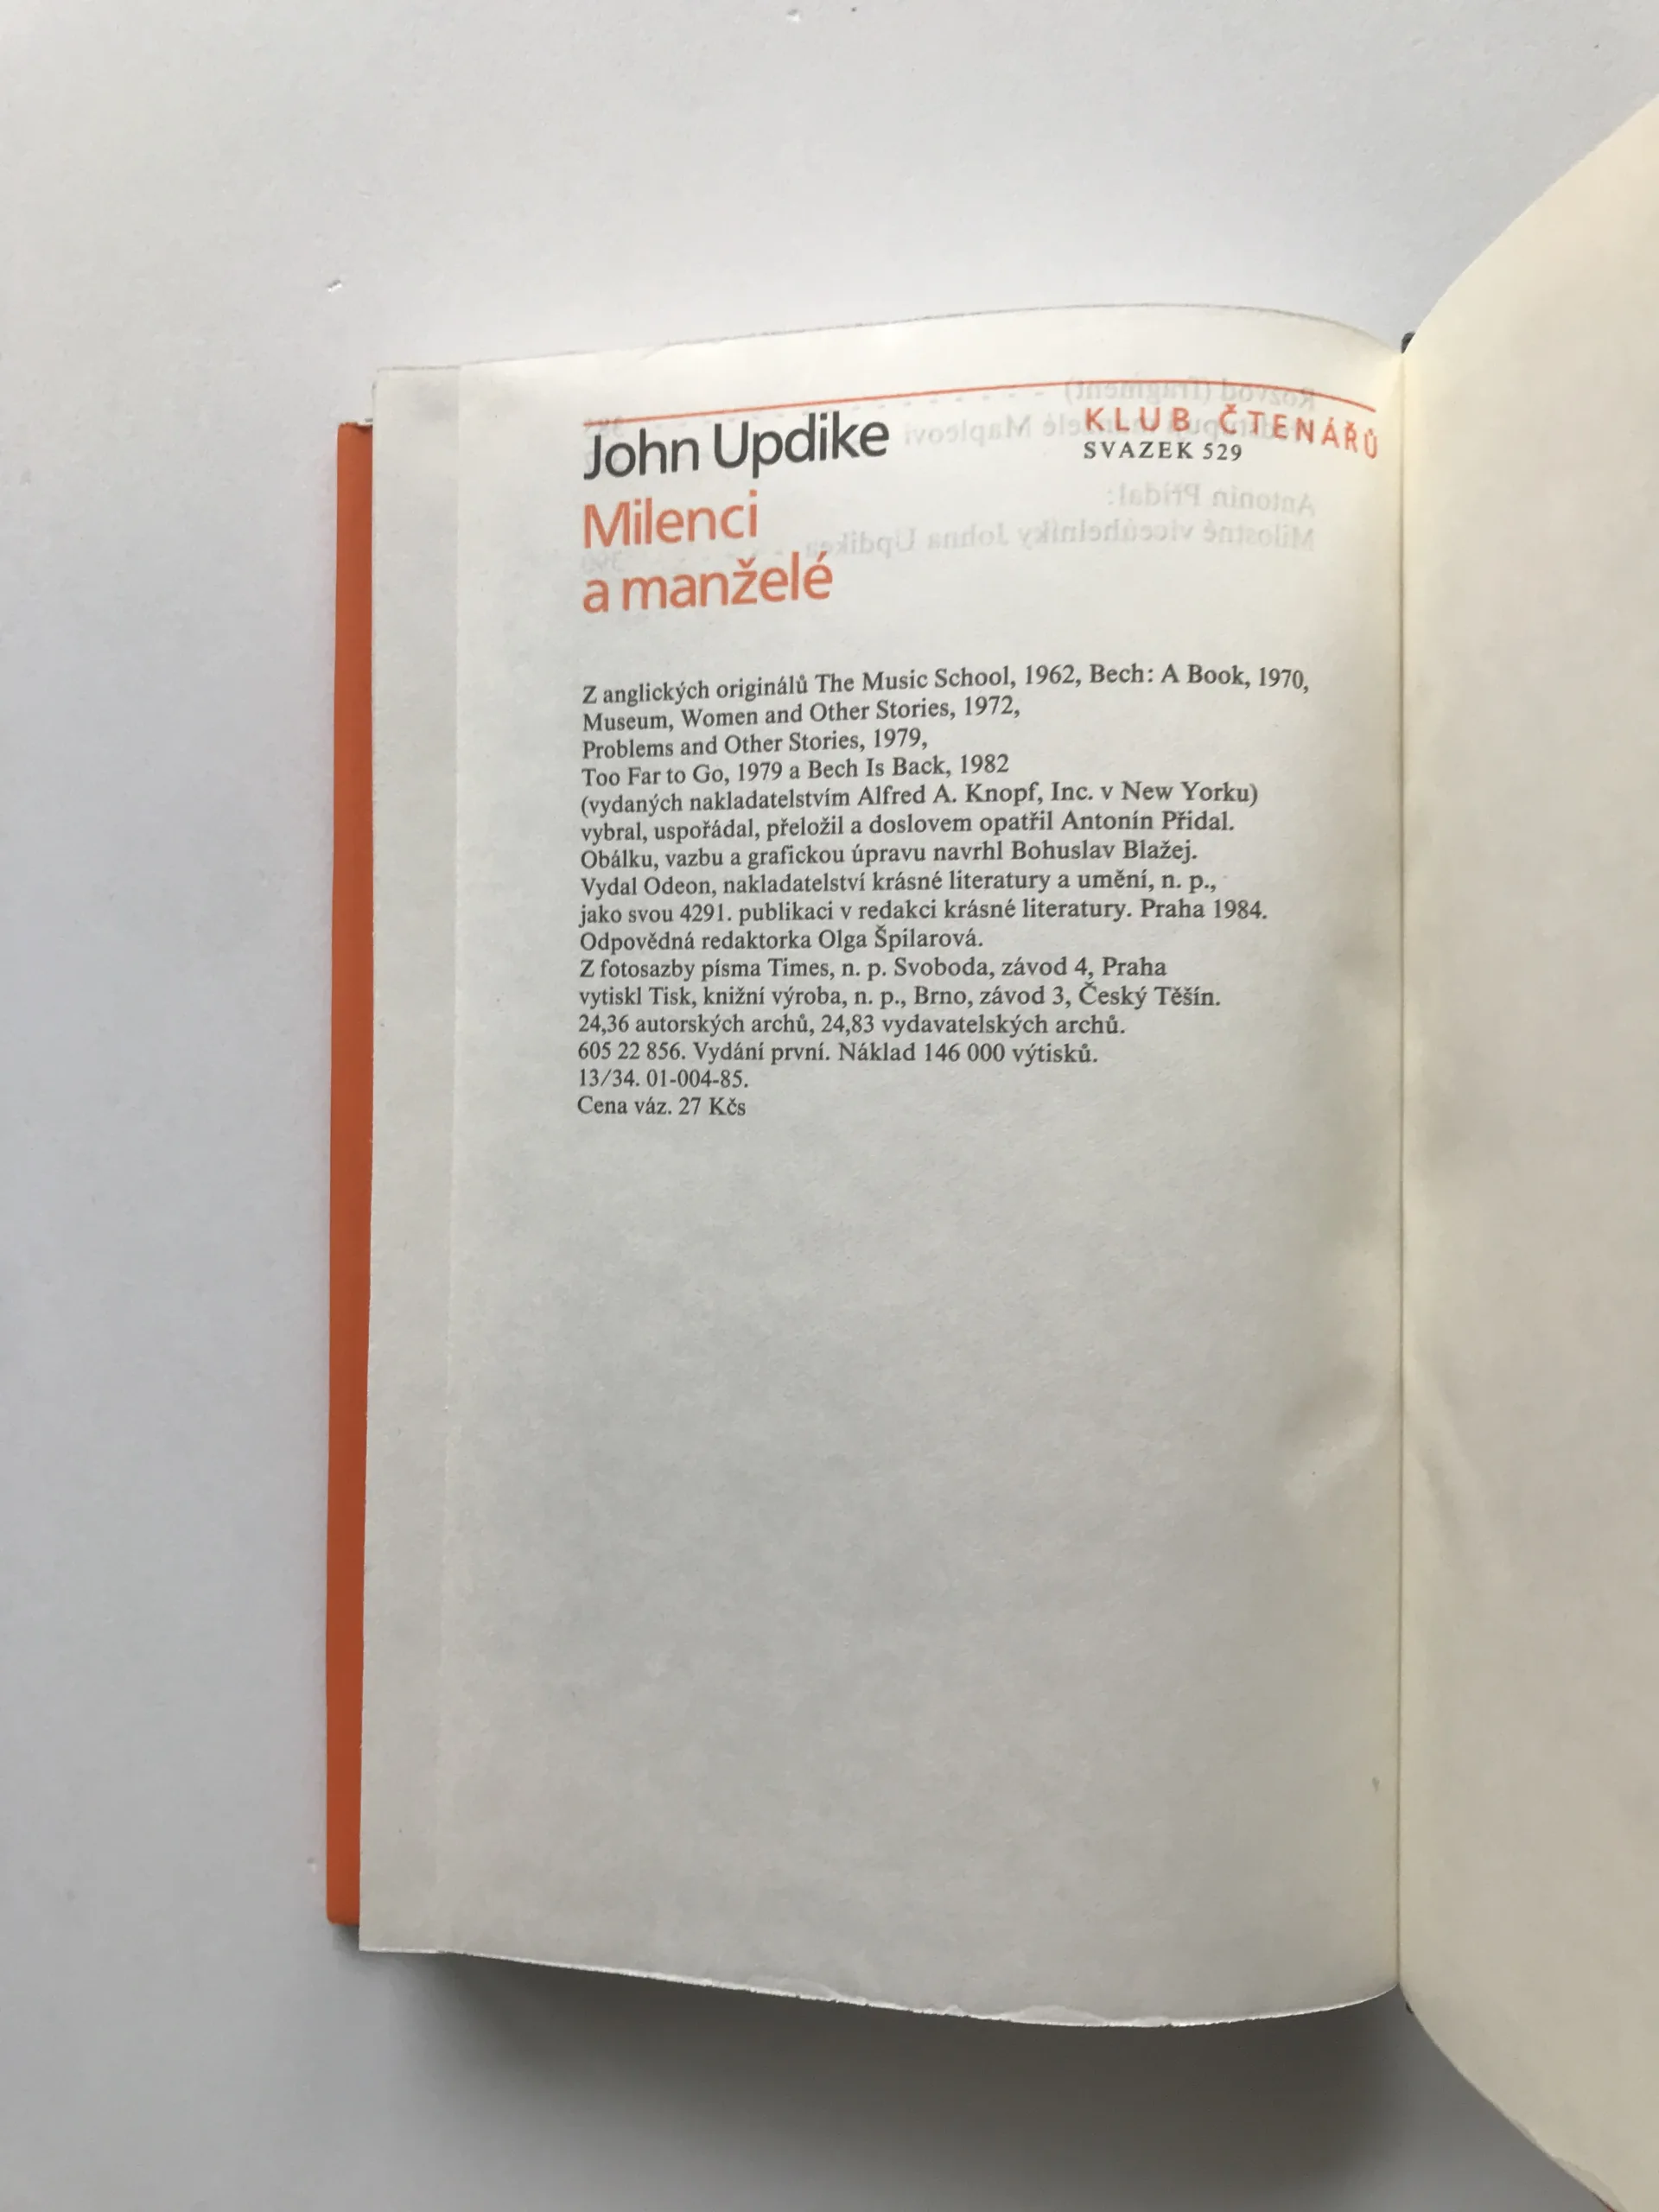 John Updike
KLUB ČTENÁŘŮ
SVAZEK 529
Milenci
a manželé
Z anglických originálů The Music School, 1962, Bech: A Book, 1970,
Museum, Women and Other Stories, 1972,
Problems and Other Stories, 1979,
Too Far to Go, 1979 a Bech Is Back, 1982
(vydaných nakladatelstvím Alfred A. Knopf, Inc. v New Yorku)
vybral, uspořádal, přeložil a doslovem opatřil Antonín Přidal.
Obálku, vazbu a grafickou úpravu navrhl Bohuslav Blažej.
Vydal Odeon, nakladatelství krásné literatury a umění, n. p.,
jako svou 4291. publikaci v redakci krásné literatury. Praha 1984.
Odpovědná redaktorka Olga Špilarová.
Z fotosazby písma Times, n. p. Svoboda, závod 4, Praha
vytiskl Tisk, knižní výroba, n. p., Brno, závod 3, Český Těšín.
24,36 autorských archů, 24,83 vydavatelských archů.
605 22 856. Vydání první. Náklad 146 000 výtisků.
13/34. 01-004-85.
Cena váz. 27 Kčs